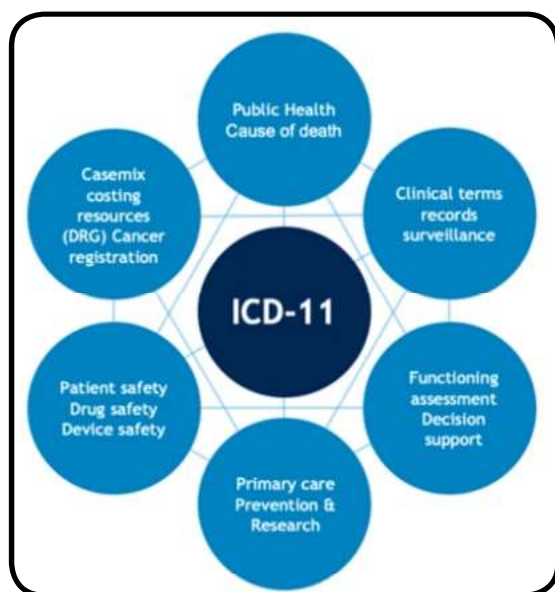 Public Health
Cause of death
Casemix
costing
resources
(DRG) Cancer
registration
Clinical terms
records
surveillance
ICD-11
Patient safety
Drug safety
Device safety
Functioning
assessment
Decision
support
Primary care
Prevention &
Research